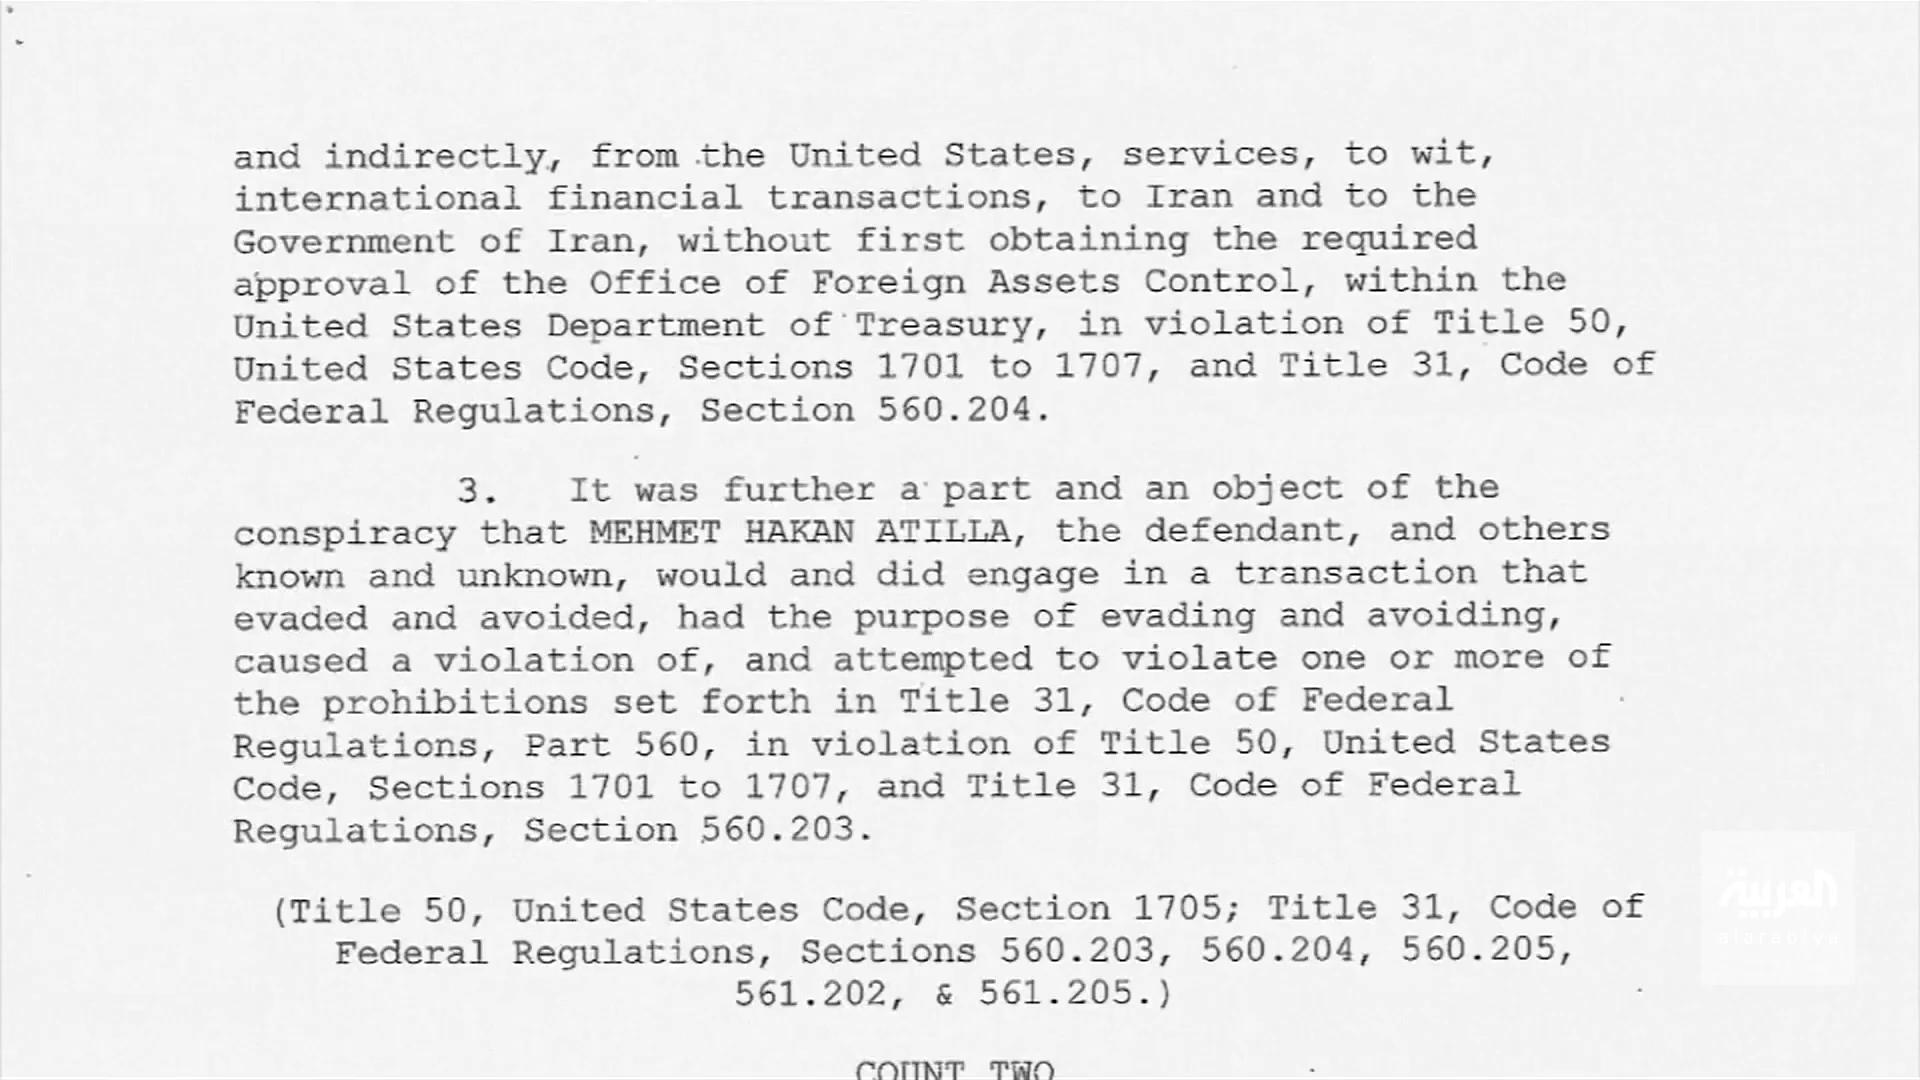 and indirectly, from the United States, services, to wit,
international financial transactions, to Iran and to the
Government of Iran, without first obtaining the required
approval of the Office of Foreign Assets Control, within the
United States Department of Treasury, in violation of Title 50,
United States Code, Sections 1701 to 1707, and Title 31, Code of
Federal Regulations, Section 560.204.
3. It was further a part and an object of the
conspiracy that MEHMET HAKAN ATILLA, the defendant, and others
known and unknown, would and did engage in a transaction that
evaded and avoided, had the purpose of evading and avoiding,
caused a violation of, and attempted to violate one or more of
the prohibitions set forth in Title 31, Code of Federal
Regulations, Part 560, in violation of Title 50, United States
Code, Sections 1701 to 1707, and Title 31, Code of Federal
Regulations, Section 560.203.
(Title 50, United States Code, Section 1705; Title 31, Code of
Federal Regulations, Sections 560.203, 560.204, 560.205,
561.202, & 561.205.)
COUNT TWO
العربية
alarabiya